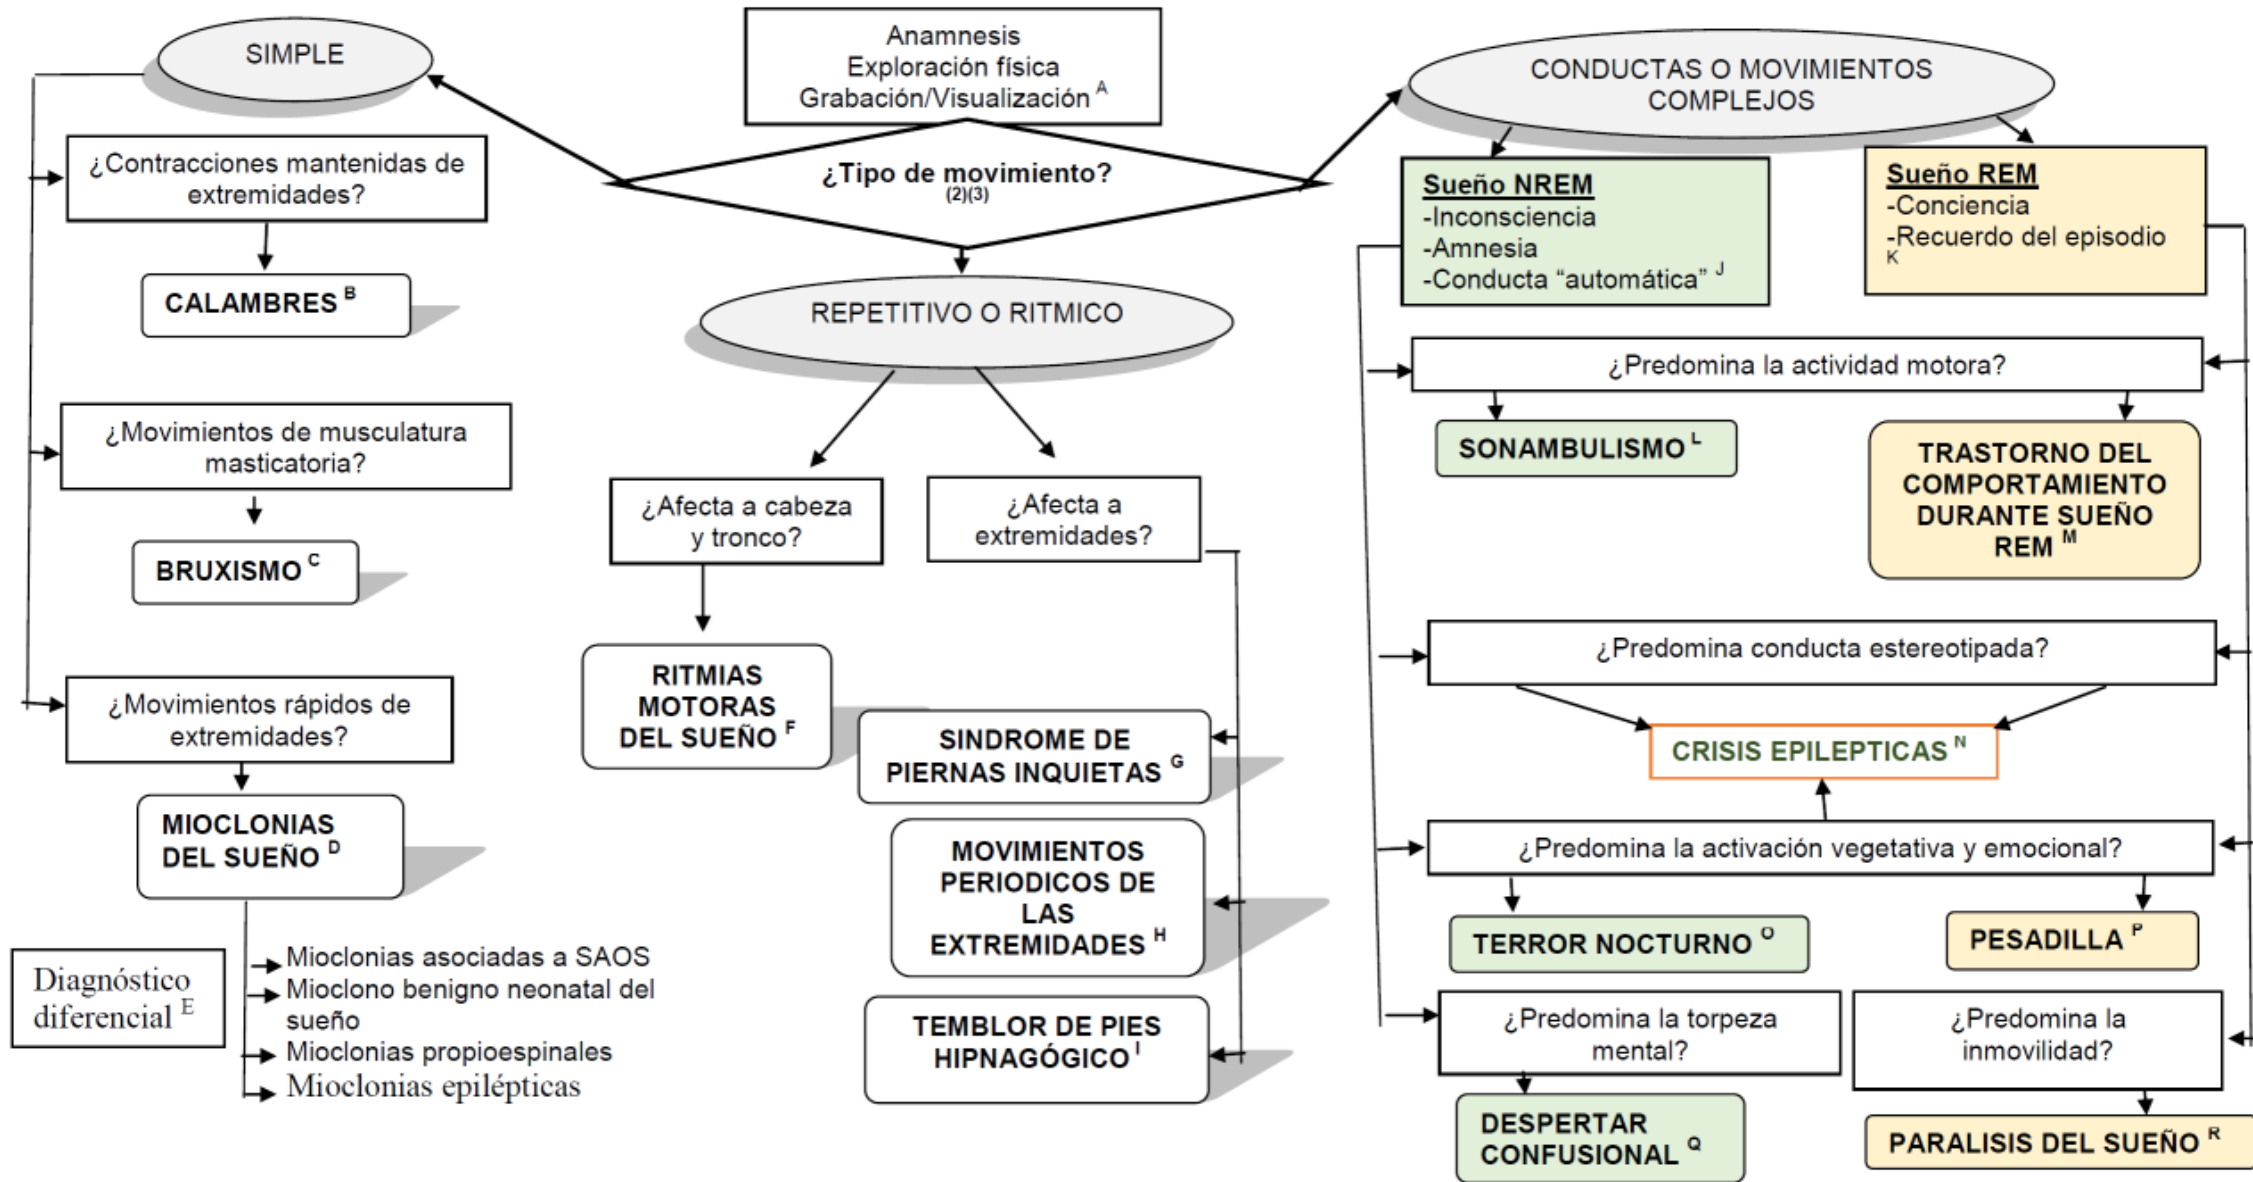 SIMPLE
¿Contracciones mantenidas de
extremidades?
CALAMBRES B
¿Movimientos de musculatura
masticatoria?
BRUXISMO C
¿Movimientos rápidos de
extremidades?
MIOCLONIAS
DEL SUEÑO D
Diagnóstico
diferencial E
Mioclonias asociadas a SAOS
Mioclono benigno neonatal del
sueño
Mioclonias propioespinales
Mioclonias epilépticas
Anamnesis
Exploración física
Grabación/Visualización A
¿Tipo de movimiento?
(2)(3)
REPETITIVO O RITMICO
¿Afecta a cabeza
y tronco?
RITMIAS
MOTORAS
DEL SUEÑO F
¿Afecta a
extremidades?
SINDROME DE
PIERNAS INQUIETAS G
MOVIMIENTOS
PERIODICOS DE
LAS
EXTREMIDADES H
TEMBLOR DE PIES
HIPNAGÓGICO I
CONDUCTAS O MOVIMIENTOS
COMPLEJOS
Sueño NREM
-Inconsciencia
-Amnesia
-Conducta “automática” J
Sueño REM
-Conciencia
-Recuerdo del episodio
K
¿Predomina la actividad motora?
SONAMBULISMO L
TRASTORNO DEL
COMPORTAMIENTO
DURANTE SUEÑO
REM M
¿Predomina conducta estereotipada?
CRISIS EPILEPTICAS N
¿Predomina la activación vegetativa y emocional?
TERROR NOCTURNO O
PESADILLA P
¿Predomina la torpeza
mental?
DESPERTAR
CONFUSIONAL Q
¿Predomina la
inmovilidad?
PARALISIS DEL SUEÑO R